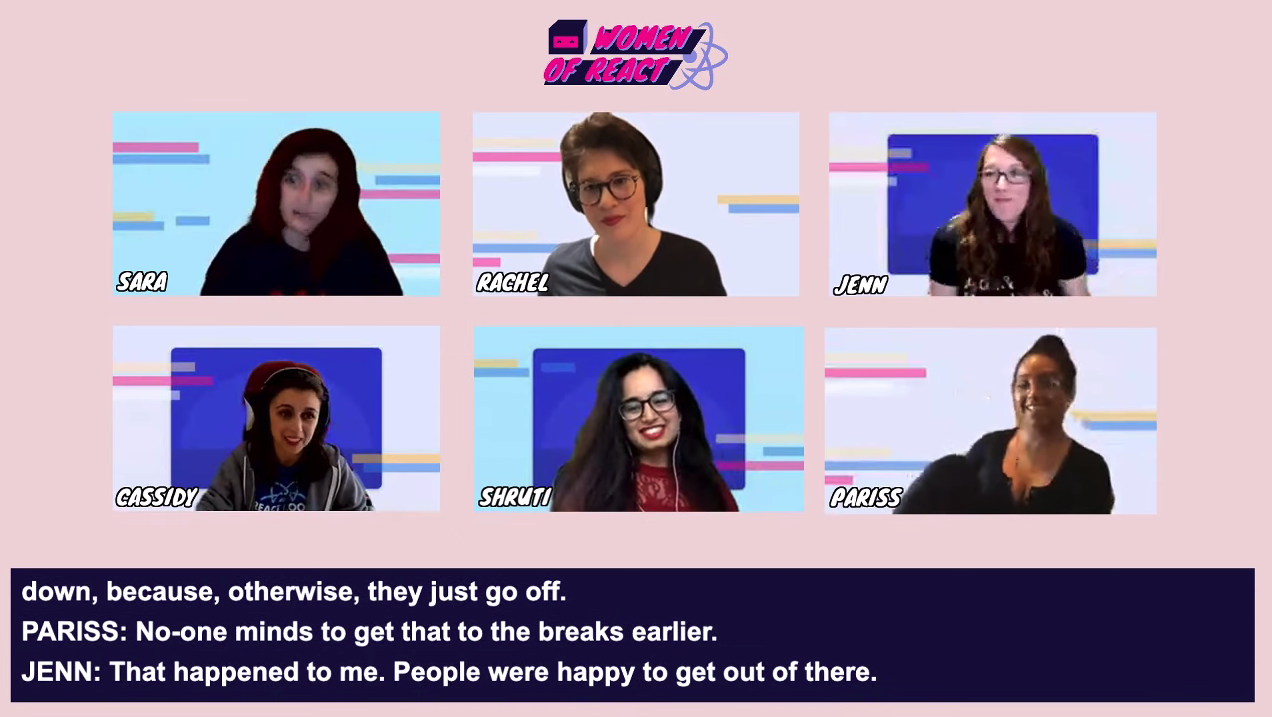 WOMEN
OF REACT
SARA
RACHEL
JENN
CASSIDY
SHRUTI
PARISS
down, because, otherwise, they just go off.
PARISS: No-one minds to get that to the breaks earlier.
JENN: That happened to me. People were happy to get out of there.